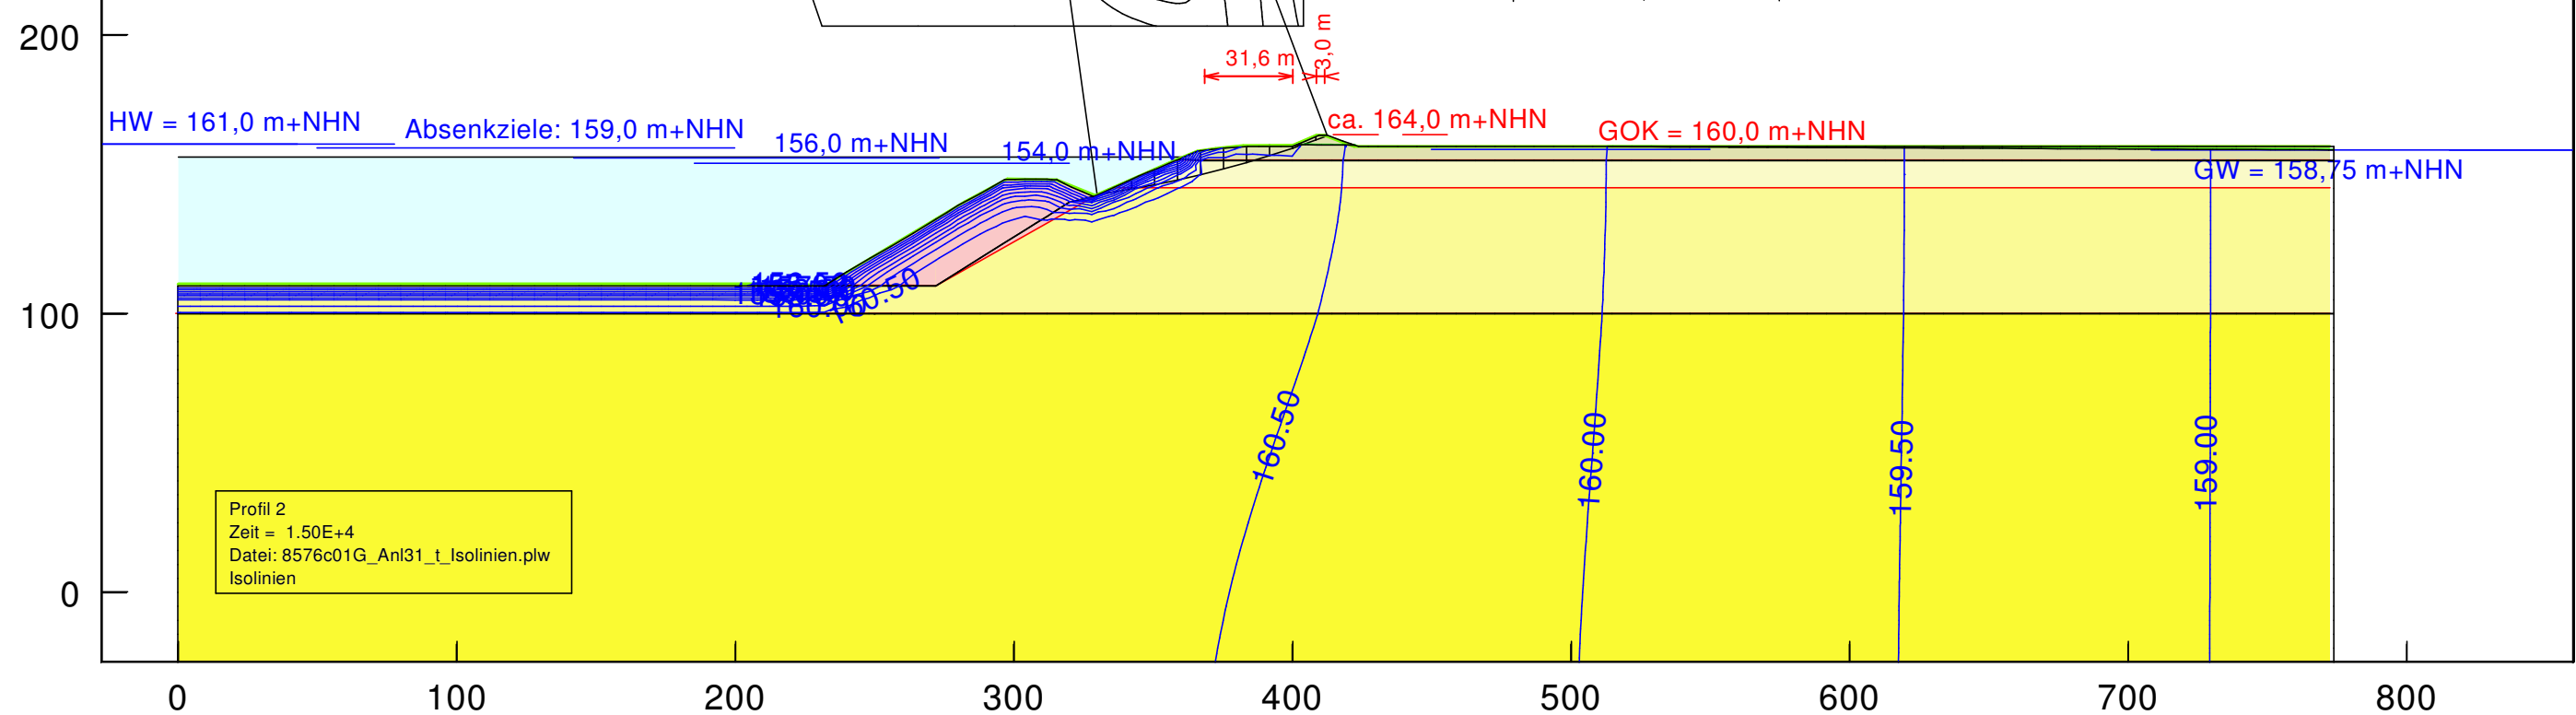 200
31,6 m
3,0 m
HW = 161,0 m+NHN
Absenkziele: 159,0 m+NHN
156,0 m+NHN
154,0 m+NHN
ca. 164,0 m+NHN
GOK = 160,0 m+NHN
GW = 158,75 m+NHN
100
160.50
160.50
160.00
159.50
159.00
Profil 2
Zeit = 1.50E+4
Datei: 8576c01G_Anl31_t_Isolinien.plw
Isolinien
0
0 100 200 300 400 500 600 700 800